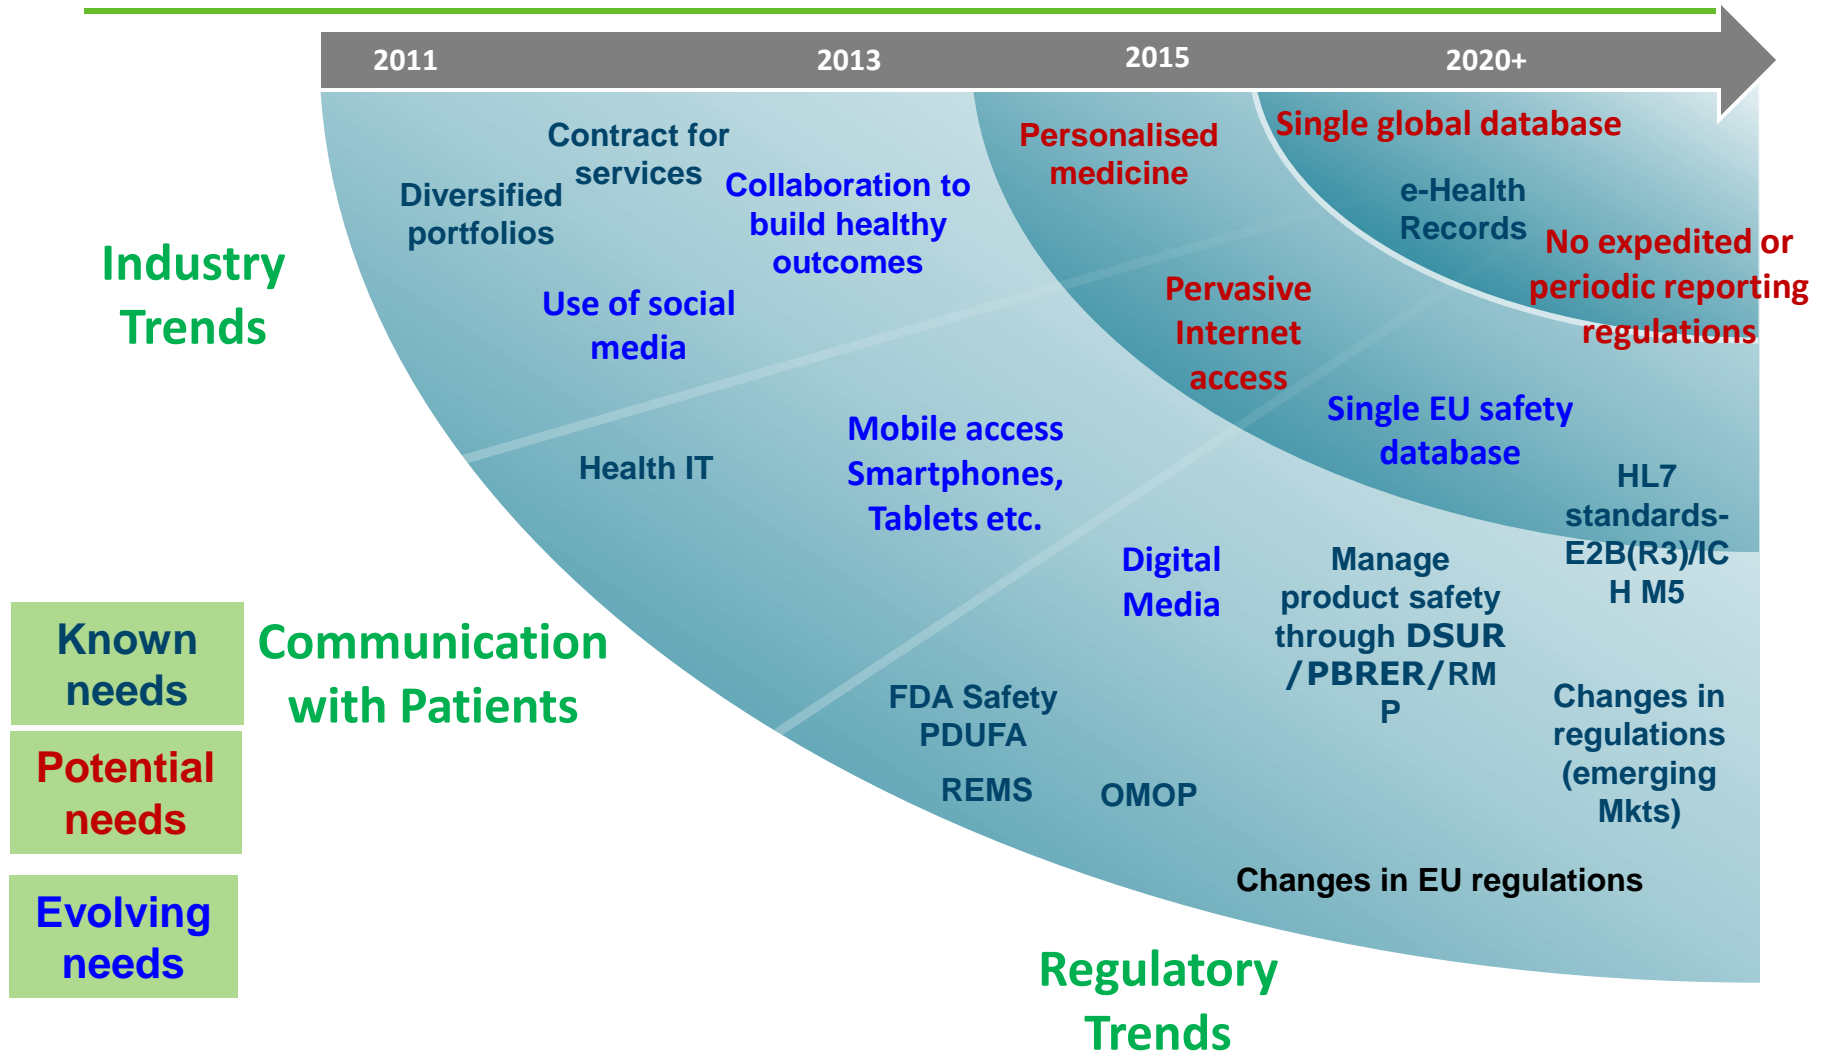 2011
2013
2015
2020+
Contract for
services
Diversified
portfolios
Collaboration to
build healthy
outcomes
Use of social
media
Personalised
medicine
Single global database
e-Health
Records
No expedited or
periodic reporting
regulations
Industry
Trends
Pervasive
Internet
access
Single EU safety
database
Health IT
Mobile access
Smartphones,
Tablets etc.
HL7
standards-
E2B(R3)/IC
H M5
Digital
Media
Manage
product safety
through DSUR
/PBRER/RM
P
Known
needs
Potential
needs
Evolving
needs
Communication
with Patients
FDA Safety
PDUFA
REMS
OMOP
Changes in
regulations
(emerging
Mkts)
Changes in EU regulations
Regulatory
Trends